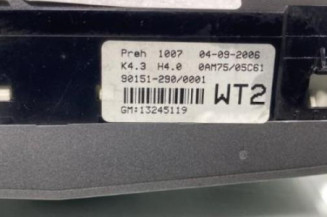 Preh 1007 04-09-2006
K4.3 H4.0 0AM75/05C61
90151-290/0001
WT2
GM:13245119